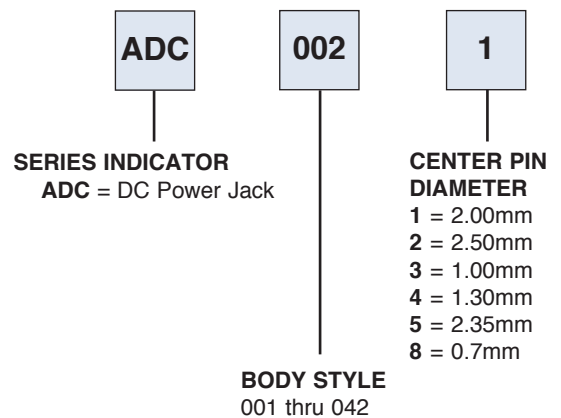 ADC
002
1
SERIES INDICATOR
ADC = DC Power Jack
CENTER PIN
DIAMETER
1 = 2.00mm
2 = 2.50mm
3 = 1.00mm
4 = 1.30mm
5 = 2.35mm
8 = 0.7mm
BODY STYLE
001 thru 042